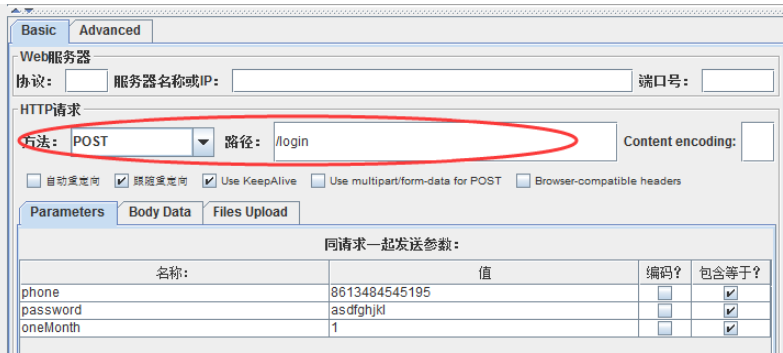 Basic Advanced
Web服务器
协议： 服务器名称或IP： 端口号：
HTTP请求
方法： POST 路径： /login Content encoding:
自动重定向 跟随重定向 Use KeepAlive Use multipart/form-data for POST Browser-compatible headers
Parameters Body Data Files Upload
同请求一起发送参数：
名称： 值 编码? 包含等于?
phone 8613484545195
password asdfghjkl
oneMonth 1